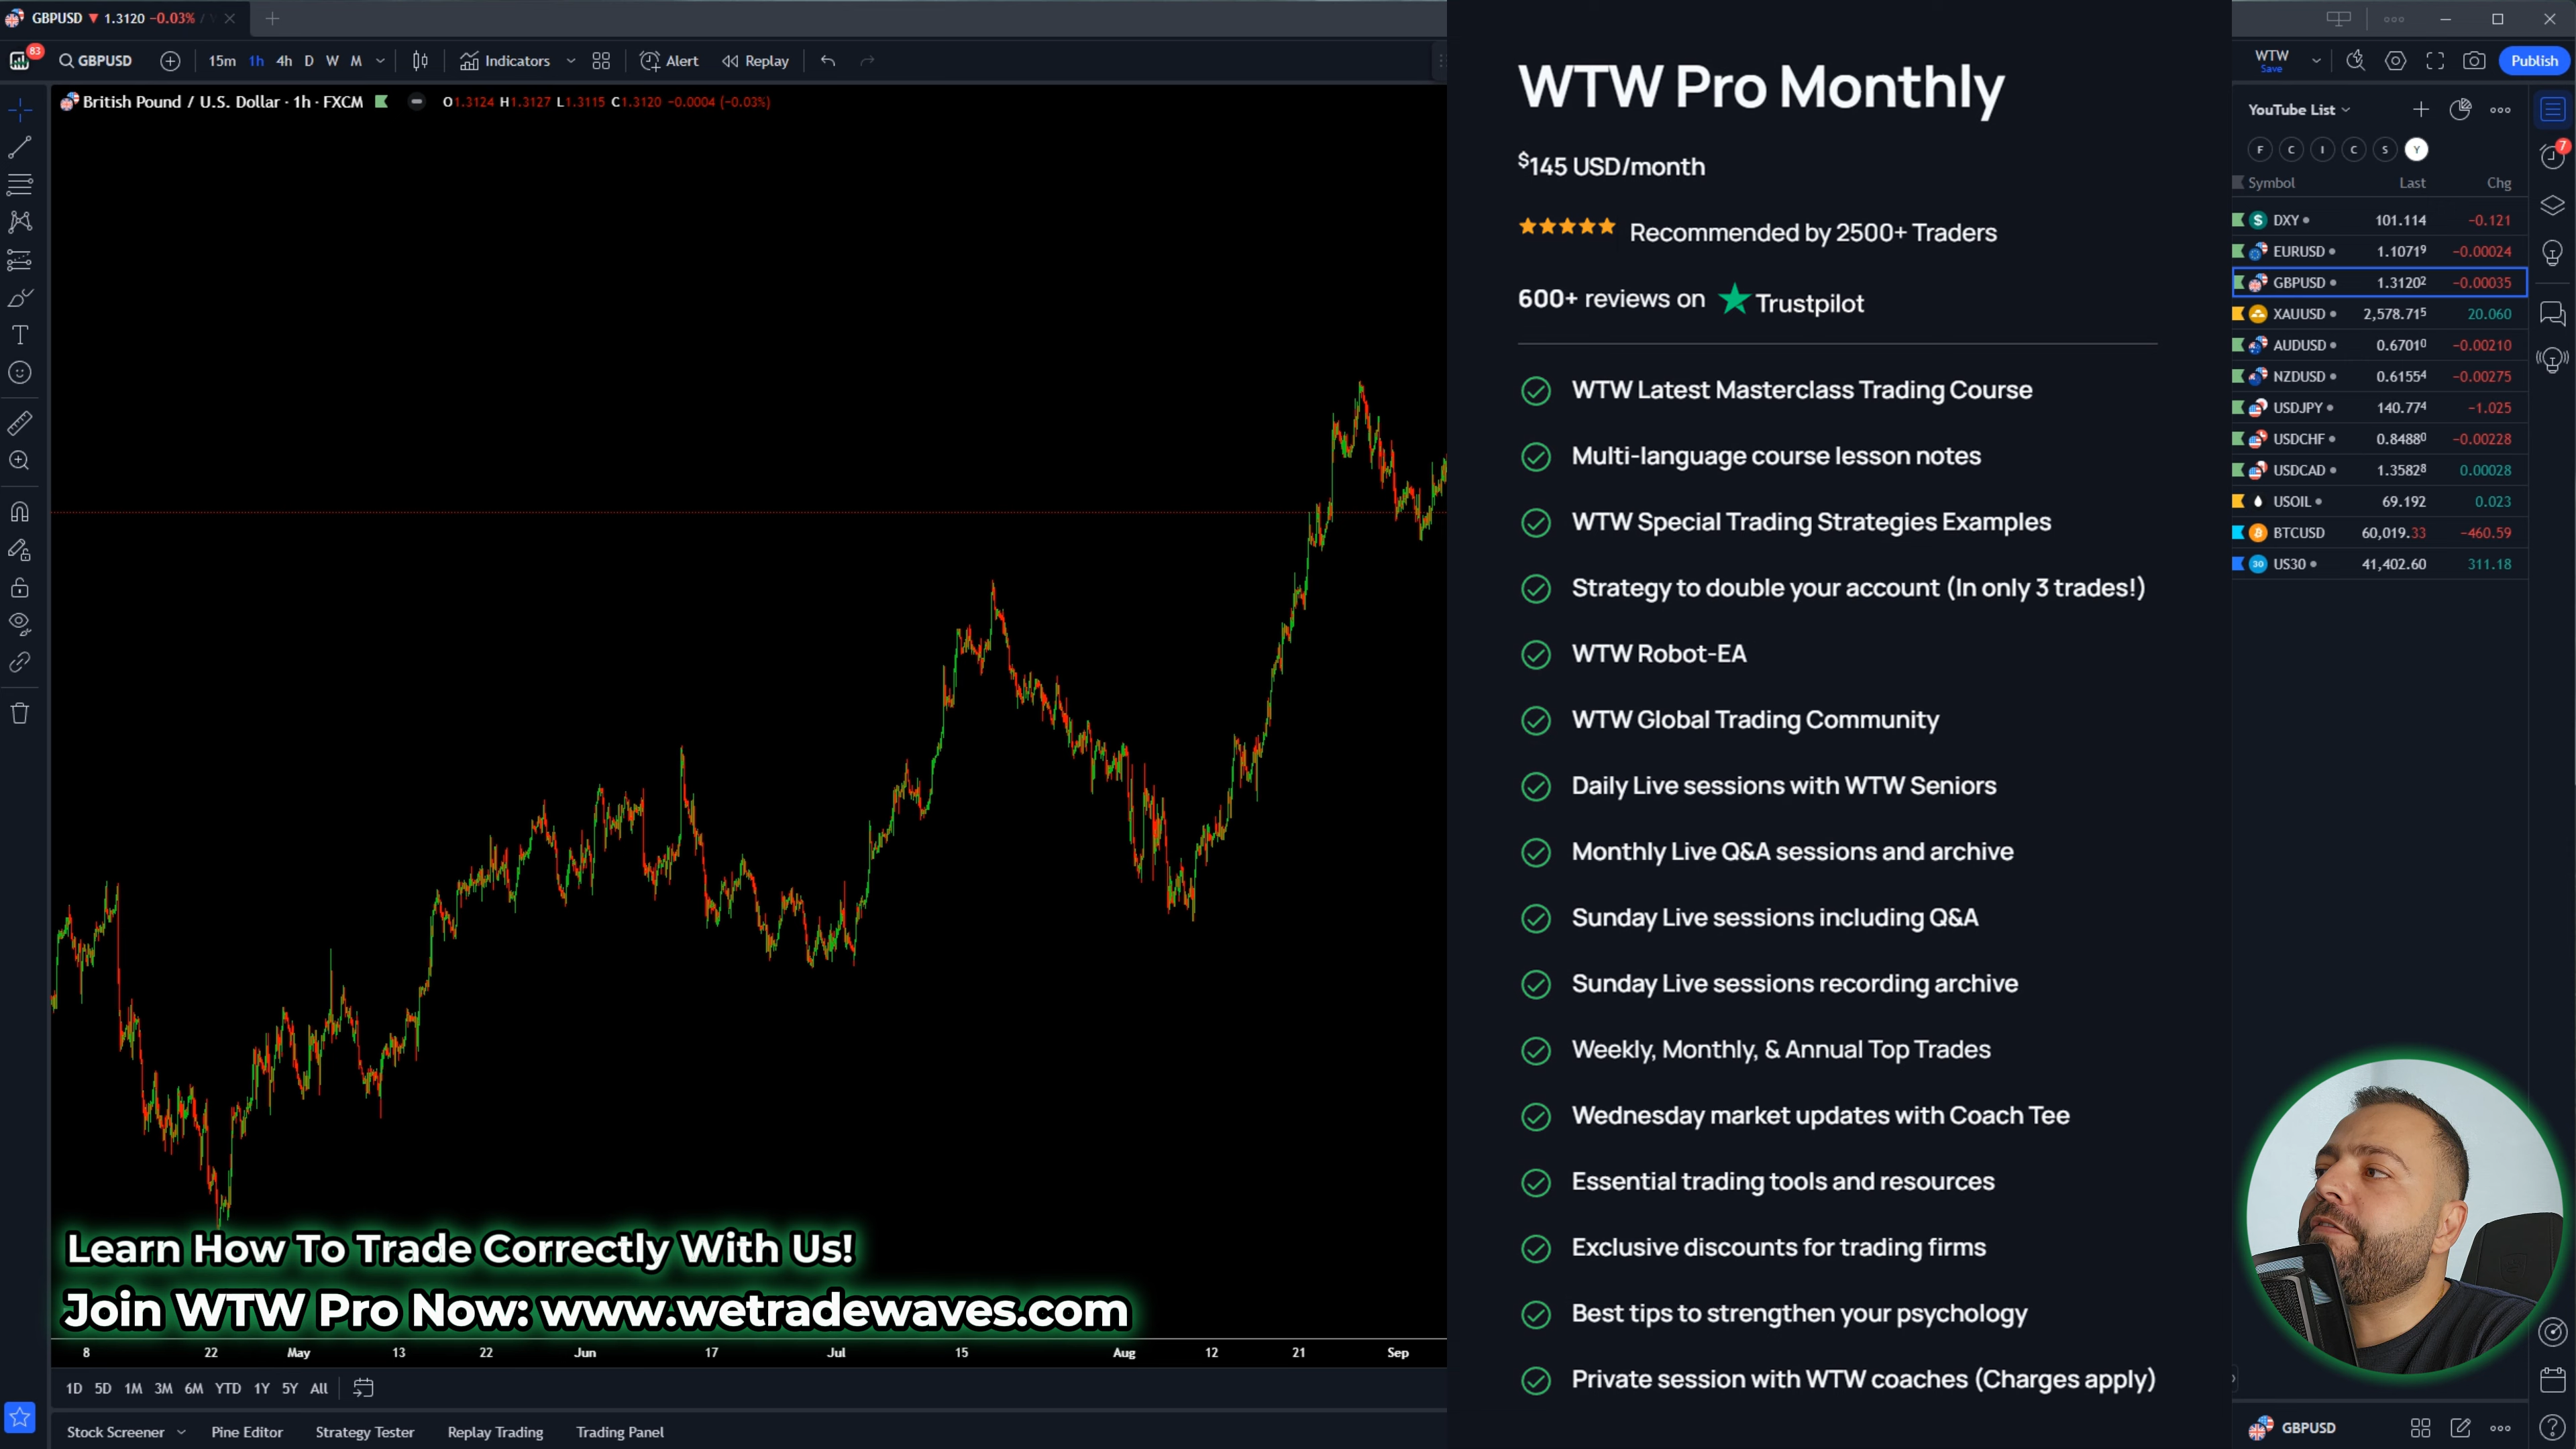 GBPUSD ▼ 1.3120 -0.03% /
83
GBPUSD
15m 1h 4h D W M
Indicators
Alert
Replay
British Pound / U.S. Dollar · 1h · FXCM
O1.3124 H1.3127 L1.3115 C1.3120 -0.0004 (-0.03%)
Learn How To Trade Correctly With Us!
Join WTW Pro Now: www.wetradewaves.com
8 22 May 13 22 Jun 17 Jul 15 Aug 12 21 Sep
1D 5D 1M 3M 6M YTD 1Y 5Y All
Stock Screener Pine Editor Strategy Tester Replay Trading Trading Panel
WTW Pro Monthly
$145 USD/month
Recommended by 2500+ Traders
600+ reviews on Trustpilot
WTW Latest Masterclass Trading Course
Multi-language course lesson notes
WTW Special Trading Strategies Examples
Strategy to double your account (In only 3 trades!)
WTW Robot-EA
WTW Global Trading Community
Daily Live sessions with WTW Seniors
Monthly Live Q&A sessions and archive
Sunday Live sessions including Q&A
Sunday Live sessions recording archive
Weekly, Monthly, & Annual Top Trades
Wednesday market updates with Coach Tee
Essential trading tools and resources
Exclusive discounts for trading firms
Best tips to strengthen your psychology
Private session with WTW coaches (Charges apply)
WTW
Save
Publish
YouTube List
F C I C S Y
7
Symbol Last Chg
DXY 101.114 -0.121
EURUSD 1.10719 -0.00024
GBPUSD 1.31202 -0.00035
XAUUSD 2,578.715 20.060
AUDUSD 0.67010 -0.00210
NZDUSD 0.61554 -0.00275
USDJPY 140.774 -1.025
USDCHF 0.84880 -0.00228
USDCAD 1.35828 0.00028
USOIL 69.192 0.023
BTCUSD 60,019.33 -460.59
30 US30 41,402.60 311.18
GBPUSD